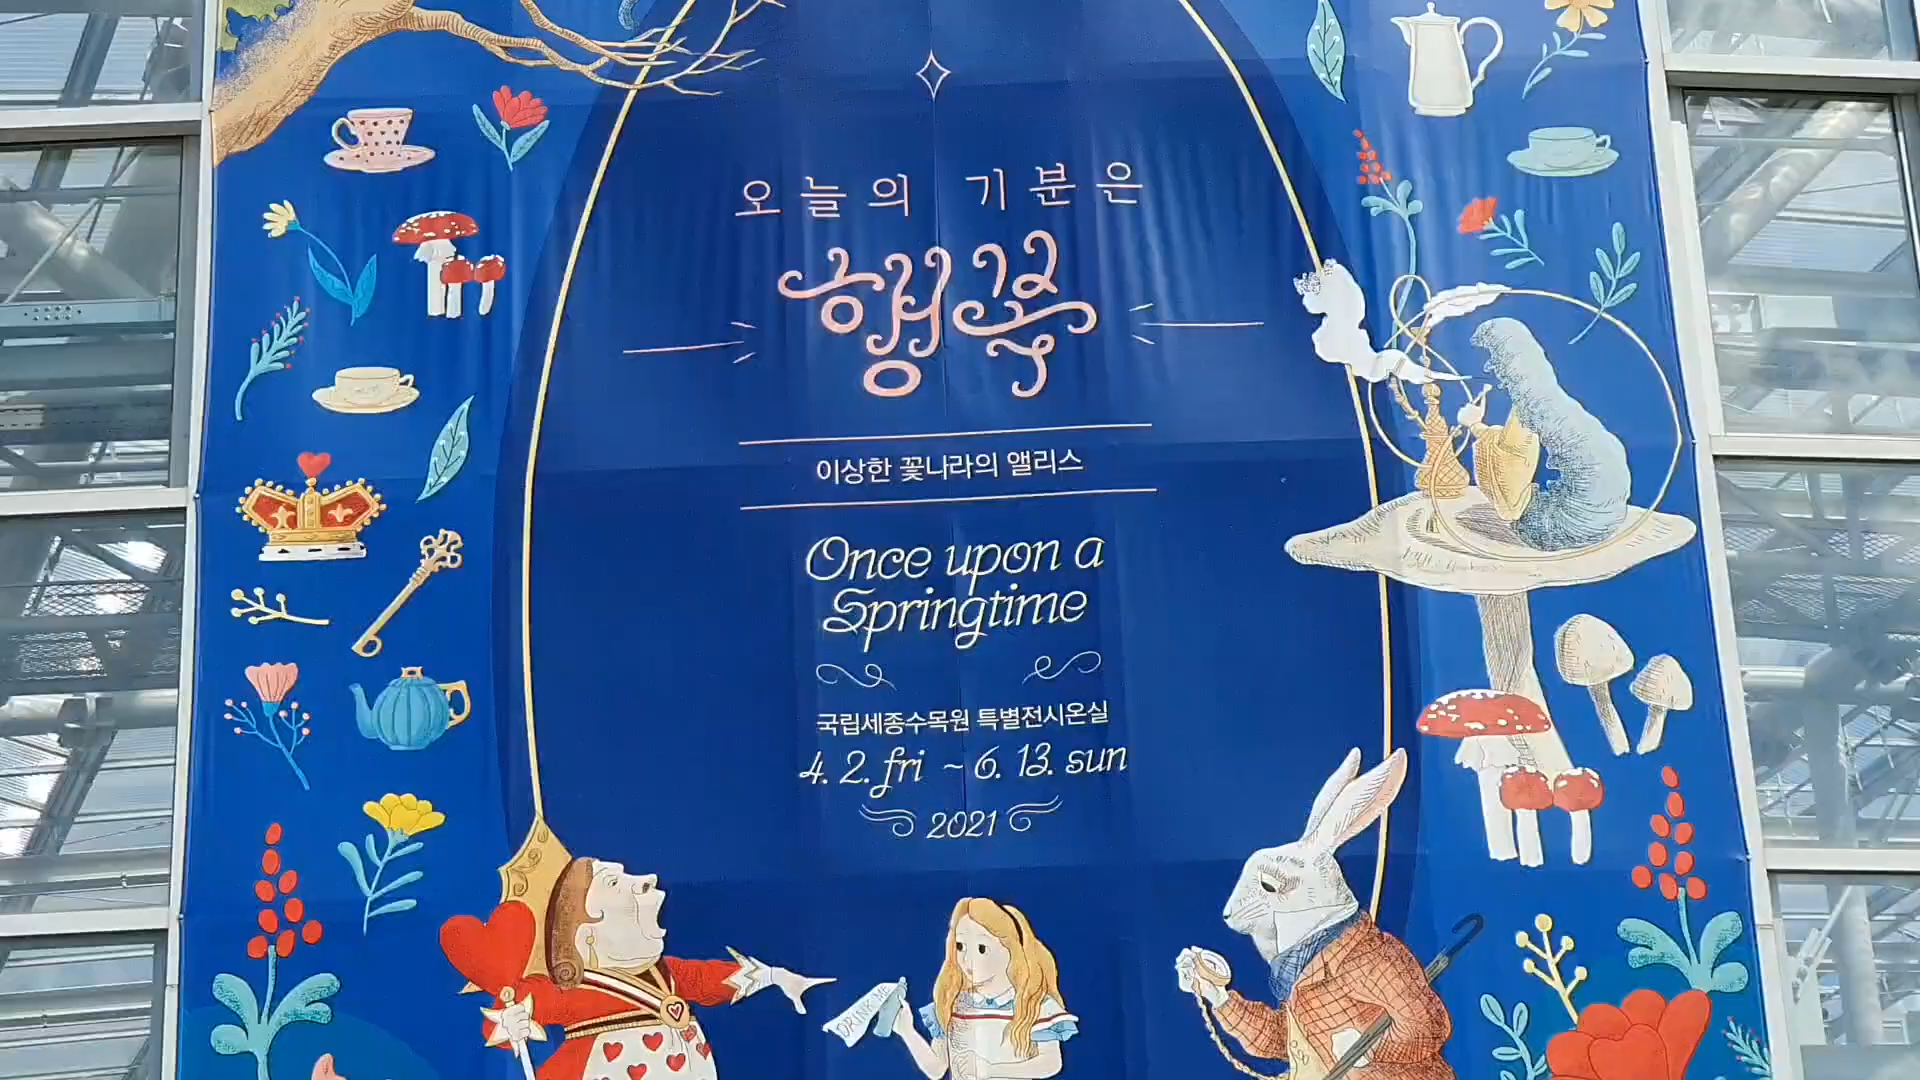 오늘의 기분은
행복
이상한 꽃나라의 앨리스
Once upon a
Springtime
국립세종수목원 특별전시온실
4. 2. fri ~ 6. 13. sun
2021
DRINK ME